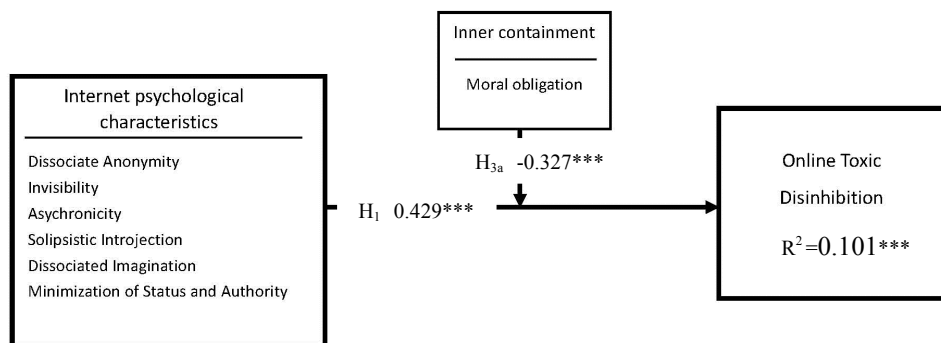 Inner containment
Moral obligation
Internet psychological
characteristics
Dissociate Anonymity
Invisibility
Asychronicity
Solipsistic Introjection
Dissociated Imagination
Minimization of Status and Authority
H3a -0.327***
H1 0.429***
Online Toxic
Disinhibition
R²=0.101***